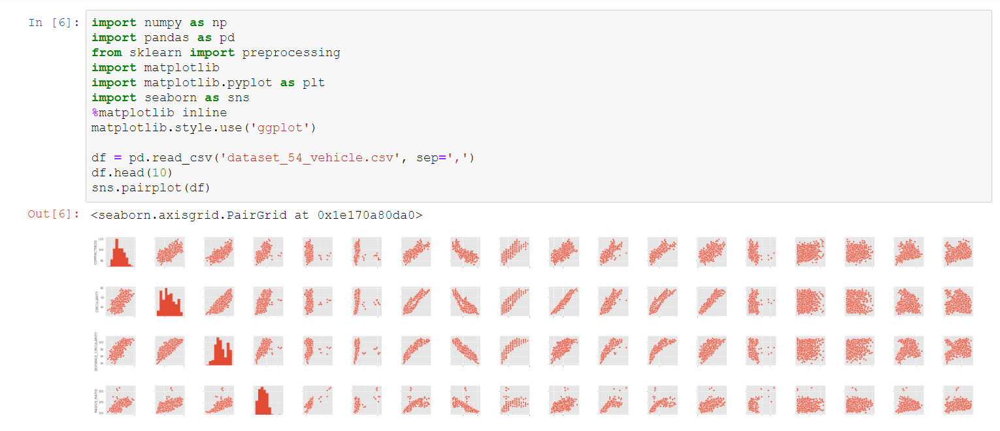 In [6]:
import numpy as np
import pandas as pd
from sklearn import preprocessing
import matplotlib
import matplotlib.pyplot as plt
import seaborn as sns
%matplotlib inline
matplotlib.style.use('ggplot')
df = pd.read_csv('dataset_54_vehicle.csv', sep=',')
df.head(10)
sns.pairplot(df)
Out[6]:
<seaborn.axisgrid.PairGrid at 0x1e170a80da0>
COMPACTNESS
CIRCULARITY
DISTANCE_CIRCULARITY
RADIUS_RATIO